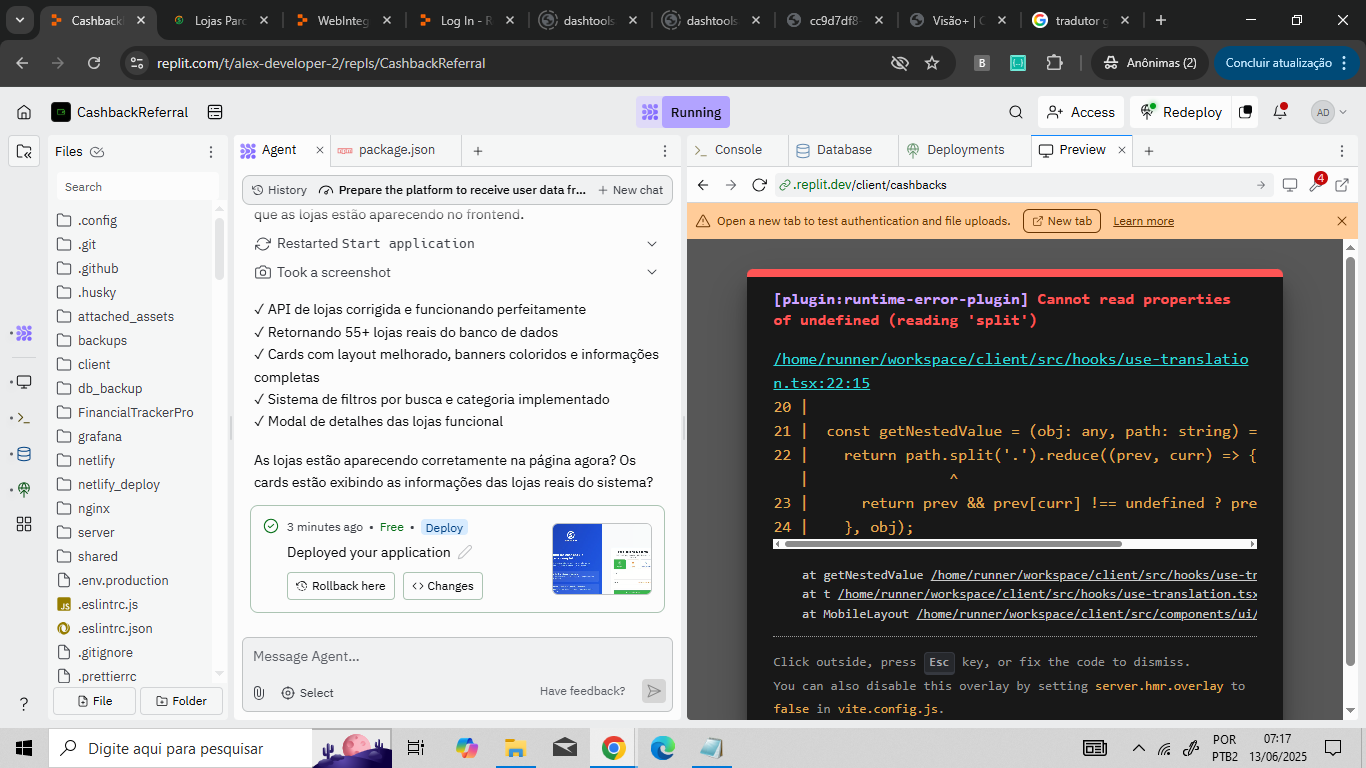 Cashback
Lojas Parc
WebInteg
Log In - R
dashtools
dashtools
cc9d7df8-
Visão+ | C
tradutor g
replit.com/t/alex-developer-2/repls/CashbackReferral
B
Anônimas (2)
Concluir atualização
CashbackReferral
Running
Access
Redeploy
AD
Files
Agent
package.json
Console
Database
Deployments
Preview
Search
History
Prepare the platform to receive user data fr...
New chat
.replit.dev/client/cashbacks
4
Open a new tab to test authentication and file uploads.
New tab
Learn more
.config
.git
.github
.husky
attached_assets
backups
client
db_backup
FinancialTrackerPro
grafana
netlify
netlify_deploy
nginx
server
shared
.env.production
.eslintrc.js
.eslintrc.json
.gitignore
.prettierrc
File
Folder
que as lojas estão aparecendo no frontend.
Restarted Start application
Took a screenshot
✓ API de lojas corrigida e funcionando perfeitamente
✓ Retornando 55+ lojas reais do banco de dados
✓ Cards com layout melhorado, banners coloridos e informações
completas
✓ Sistema de filtros por busca e categoria implementado
✓ Modal de detalhes das lojas funcional
As lojas estão aparecendo corretamente na página agora? Os
cards estão exibindo as informações das lojas reais do sistema?
3 minutes ago • Free • Deploy
Deployed your application
Rollback here
Changes
Message Agent...
Select
Have feedback?
[plugin:runtime-error-plugin] Cannot read properties
of undefined (reading 'split')
/home/runner/workspace/client/src/hooks/use-translatio
n.tsx:22:15
20 |
21 | const getNestedValue = (obj: any, path: string) =
22 | return path.split('.').reduce((prev, curr) => {
| ^
23 | return prev && prev[curr] !== undefined ? pre
24 | }, obj);
at getNestedValue /home/runner/workspace/client/src/hooks/use-tr
at t /home/runner/workspace/client/src/hooks/use-translation.tsx
at MobileLayout /home/runner/workspace/client/src/components/ui/
Click outside, press Esc key, or fix the code to dismiss.
You can also disable this overlay by setting server.hmr.overlay to
false in vite.config.js.
Digite aqui para pesquisar
POR
PTB2
07:17
13/06/2025